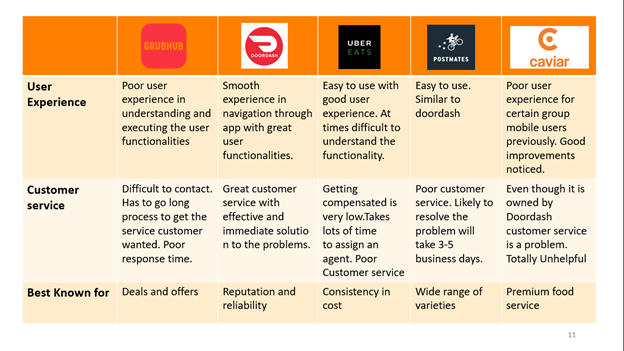 GRUBHUB
DOORDASH
UBER
EATS
POSTMATES
caviar
User
Experience
Poor user
experience in
understanding and
executing the user
functionalities
Smooth
experience in
navigation through
app with great
user
functionalities.
Easy to use with
good user
experience. At
times difficult to
understand the
functionality.
Easy to use.
Similar to
doordash
Poor user
experience for
certain group
mobile users
previously. Good
improvements
noticed.
Customer
service
Difficult to contact.
Has to go long
process to get the
service customer
wanted. Poor
response time.
Great customer
service with
effective and
immediate solutio
n to the problems.
Getting
compensated is
very low.Takes
lots of time
to assign an
agent. Poor
Customer service
Poor customer
service. Likely to
resolve the
problem will
take 3-5
business days.
Even though it is
owned by
Doordash
customer service
is a problem.
Totally Unhelpful
Best Known for
Deals and offers
Reputation and
reliability
Consistency in
cost
Wide range of
varieties
Premium food
service
11